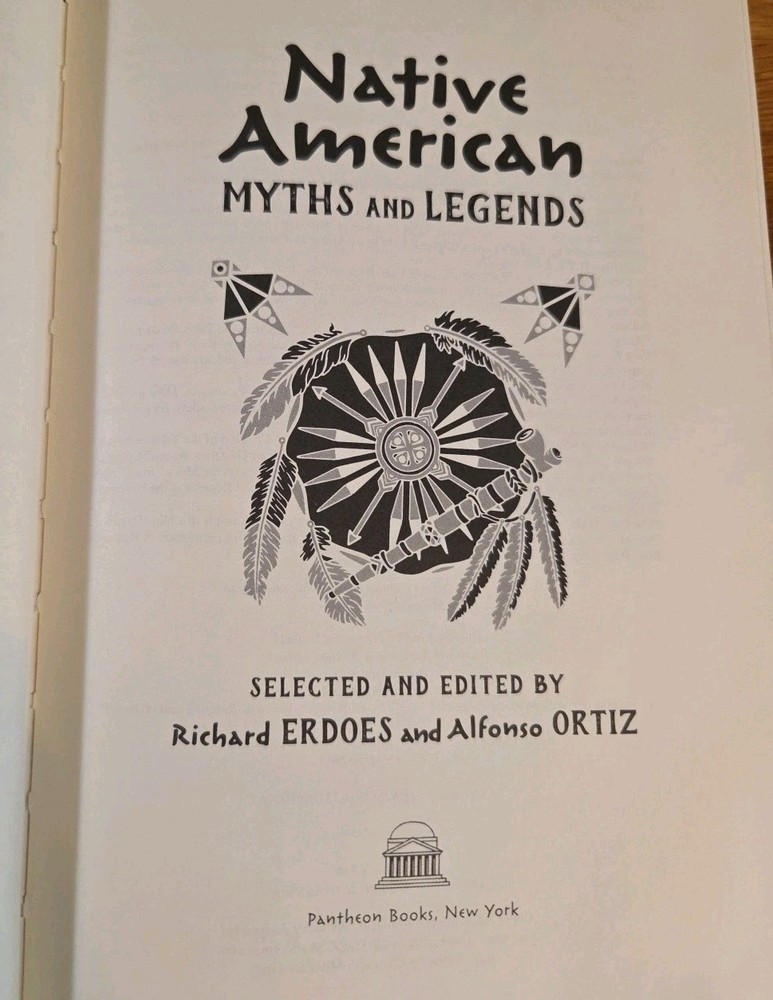 Native
American
MYTHS AND LEGENDS
SELECTED AND EDITED BY
Richard ERDOES and Alfonso ORTIZ
Pantheon Books, New York